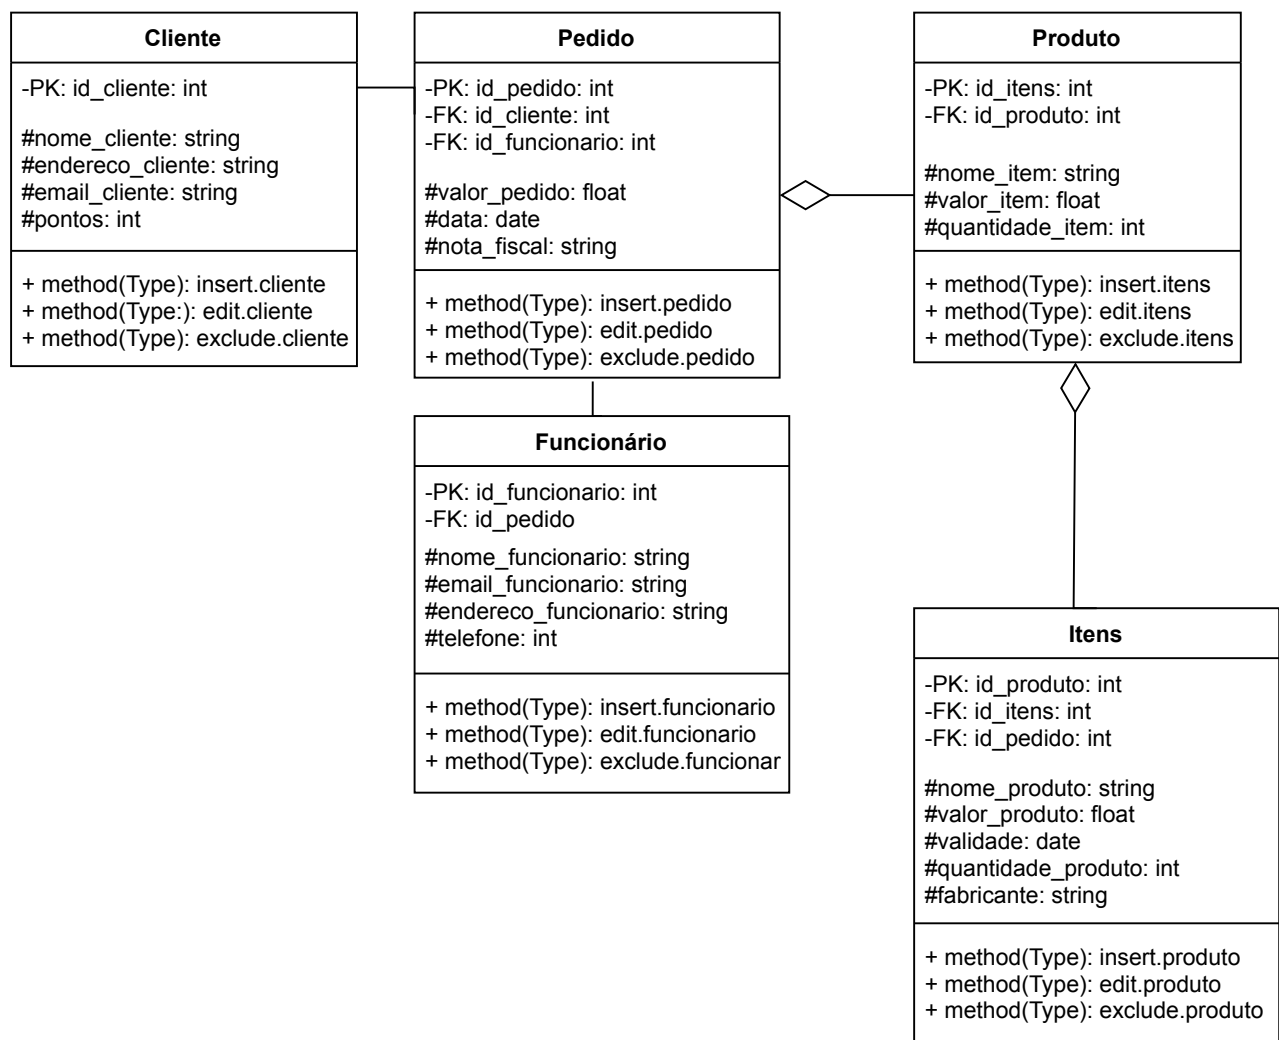 Cliente
-PK: id_cliente: int
#nome_cliente: string
#endereco_cliente: string
#email_cliente: string
#pontos: int
+ method(Type): insert.cliente
+ method(Type:): edit.cliente
+ method(Type): exclude.cliente
Pedido
-PK: id_pedido: int
-FK: id_cliente: int
-FK: id_funcionario: int
#valor_pedido: float
#data: date
#nota_fiscal: string
+ method(Type): insert.pedido
+ method(Type): edit.pedido
+ method(Type): exclude.pedido
Produto
-PK: id_itens: int
-FK: id_produto: int
#nome_item: string
#valor_item: float
#quantidade_item: int
+ method(Type): insert.itens
+ method(Type): edit.itens
+ method(Type): exclude.itens
Funcionário
-PK: id_funcionario: int
-FK: id_pedido
#nome_funcionario: string
#email_funcionario: string
#endereco_funcionario: string
#telefone: int
+ method(Type): insert.funcionario
+ method(Type): edit.funcionario
+ method(Type): exclude.funcionar
Itens
-PK: id_produto: int
-FK: id_itens: int
-FK: id_pedido: int
#nome_produto: string
#valor_produto: float
#validade: date
#quantidade_produto: int
#fabricante: string
+ method(Type): insert.produto
+ method(Type): edit.produto
+ method(Type): exclude.produto